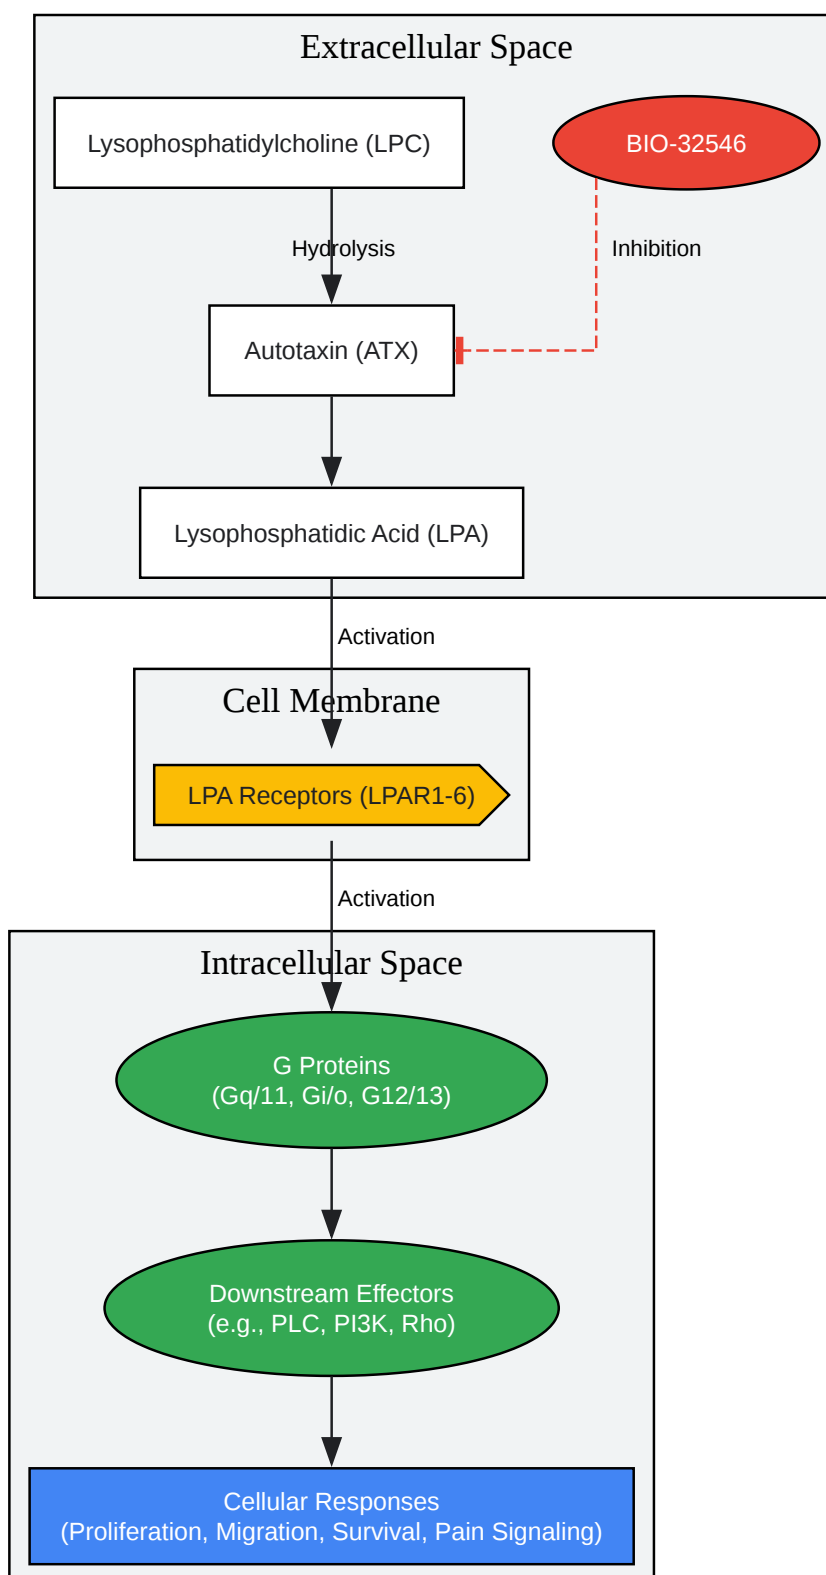 Extracellular Space
Lysophosphatidylcholine (LPC)
BIO-32546
Hydrolysis
Inhibition
Autotaxin (ATX)
Lysophosphatidic Acid (LPA)
Activation
Cell Membrane
LPA Receptors (LPAR1-6)
Activation
Intracellular Space
G Proteins
(Gq/11, Gi/o, G12/13)
Downstream Effectors
(e.g., PLC, PI3K, Rho)
Cellular Responses
(Proliferation, Migration, Survival, Pain Signaling)